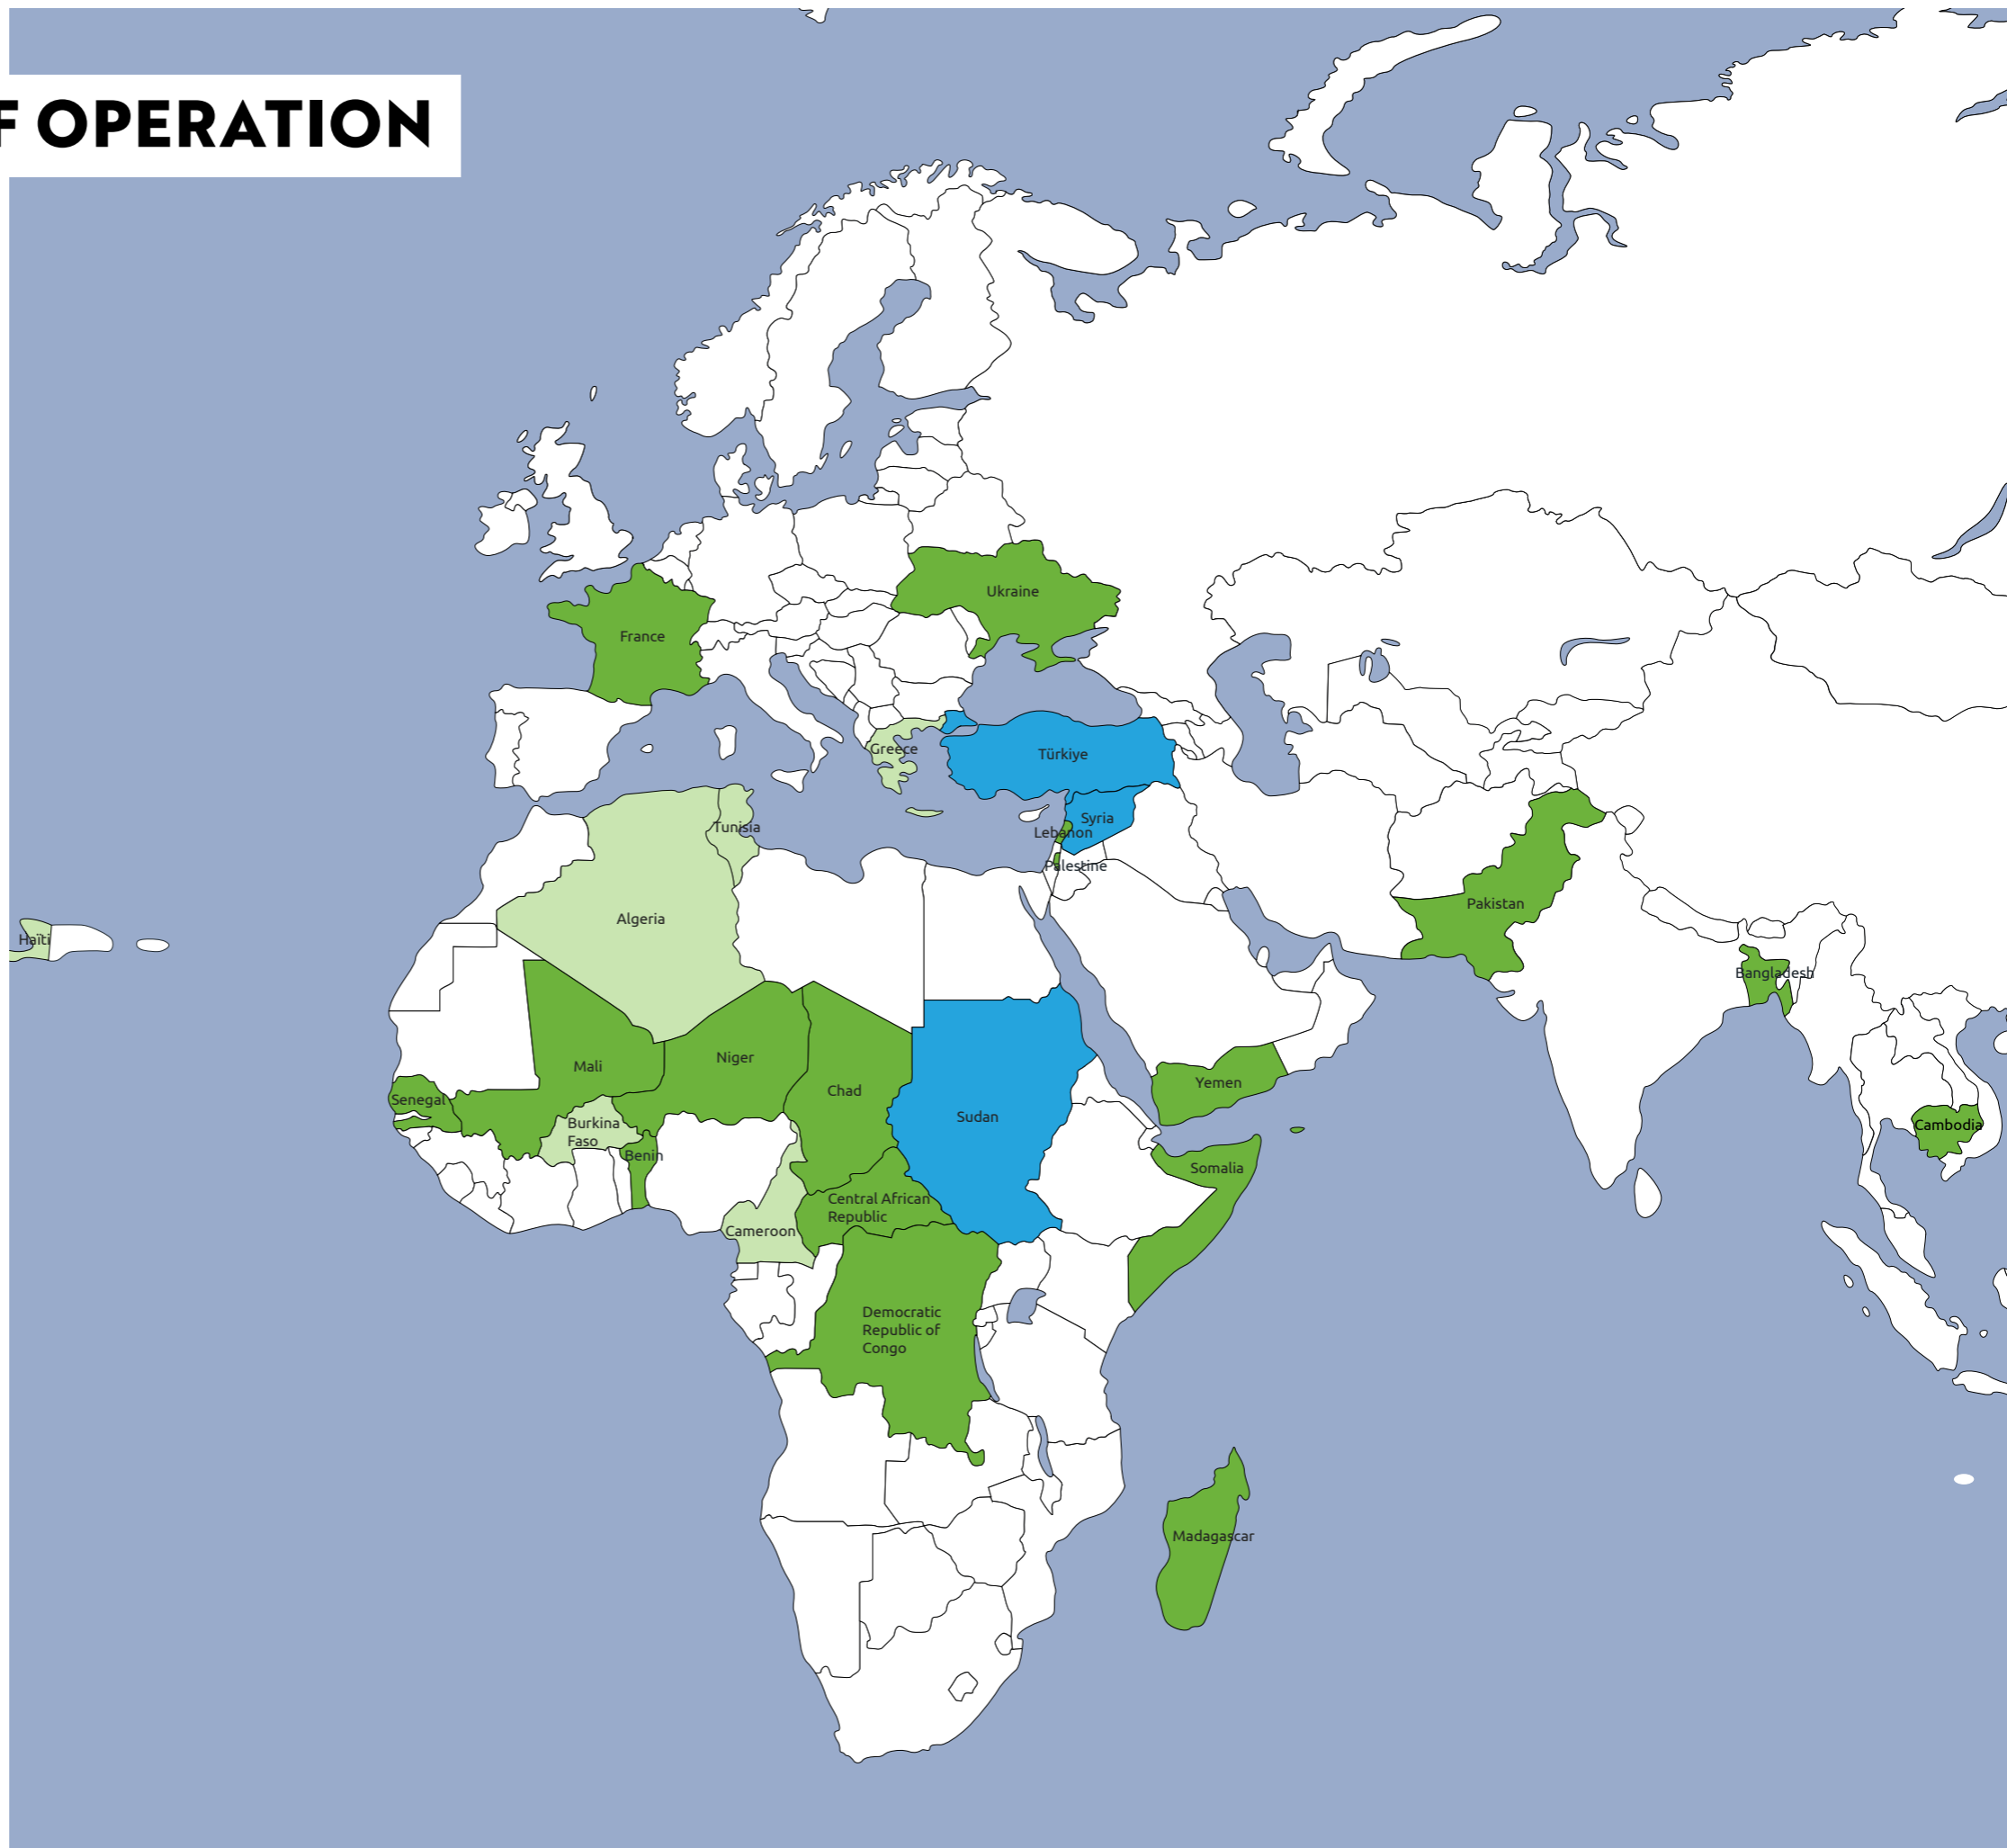 F OPERATION
Ukraine
France
Greece
Türkiye
Syria
Tunisia
Lebanon
Palestine
Pakistan
Algeria
Haïti
Bangladesh
Mali
Niger
Chad
Senegal
Yemen
Sudan
Burkina
Faso
Cambodia
Benin
Somalia
Central African
Republic
Cameroon
Democratic
Republic of
Congo
Madagascar